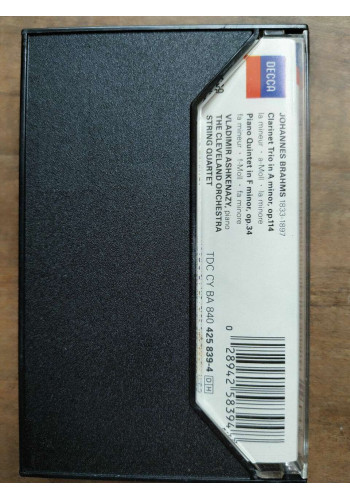 DECCA
JOHANNES BRAHMS 1833-1897
Clarinet Trio in A minor, op.114
la mineur · a-Moll · la minore
Piano Quintet in F minor, op.34
fa mineur · f-Moll · fa minore
VLADIMIR ASHKENAZY, piano
THE CLEVELAND ORCHESTRA
STRING QUARTET
TDC CY BA 840 425 839-4 DH
0 28942 58394